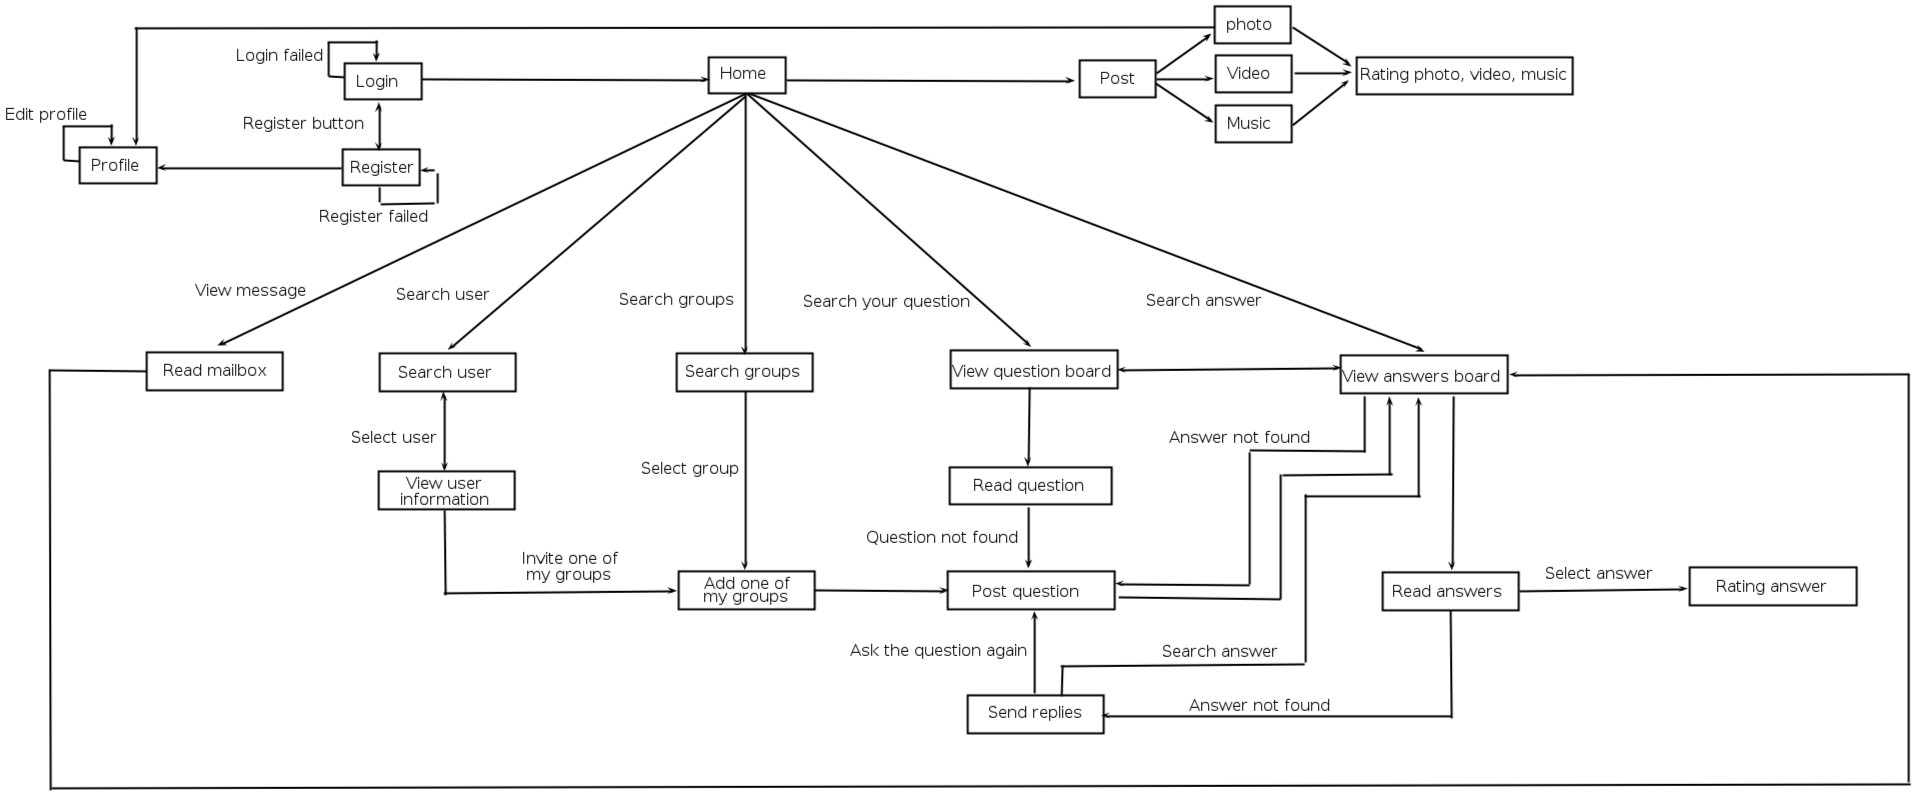 photo
Login failed
Home
Login
Post
Video
Rating photo, video, music
Edit profile
Register button
Music
Profile
Register
Register failed
View message
Search user
Search groups
Search your question
Search answer
Read mailbox
Search user
Search groups
View question board
View answers board
Select user
Select group
Answer not found
View user
information
Read question
Question not found
Invite one of
my groups
Add one of
my groups
Post question
Read answers
Select answer
Rating answer
Ask the question again
Search answer
Send replies
Answer not found